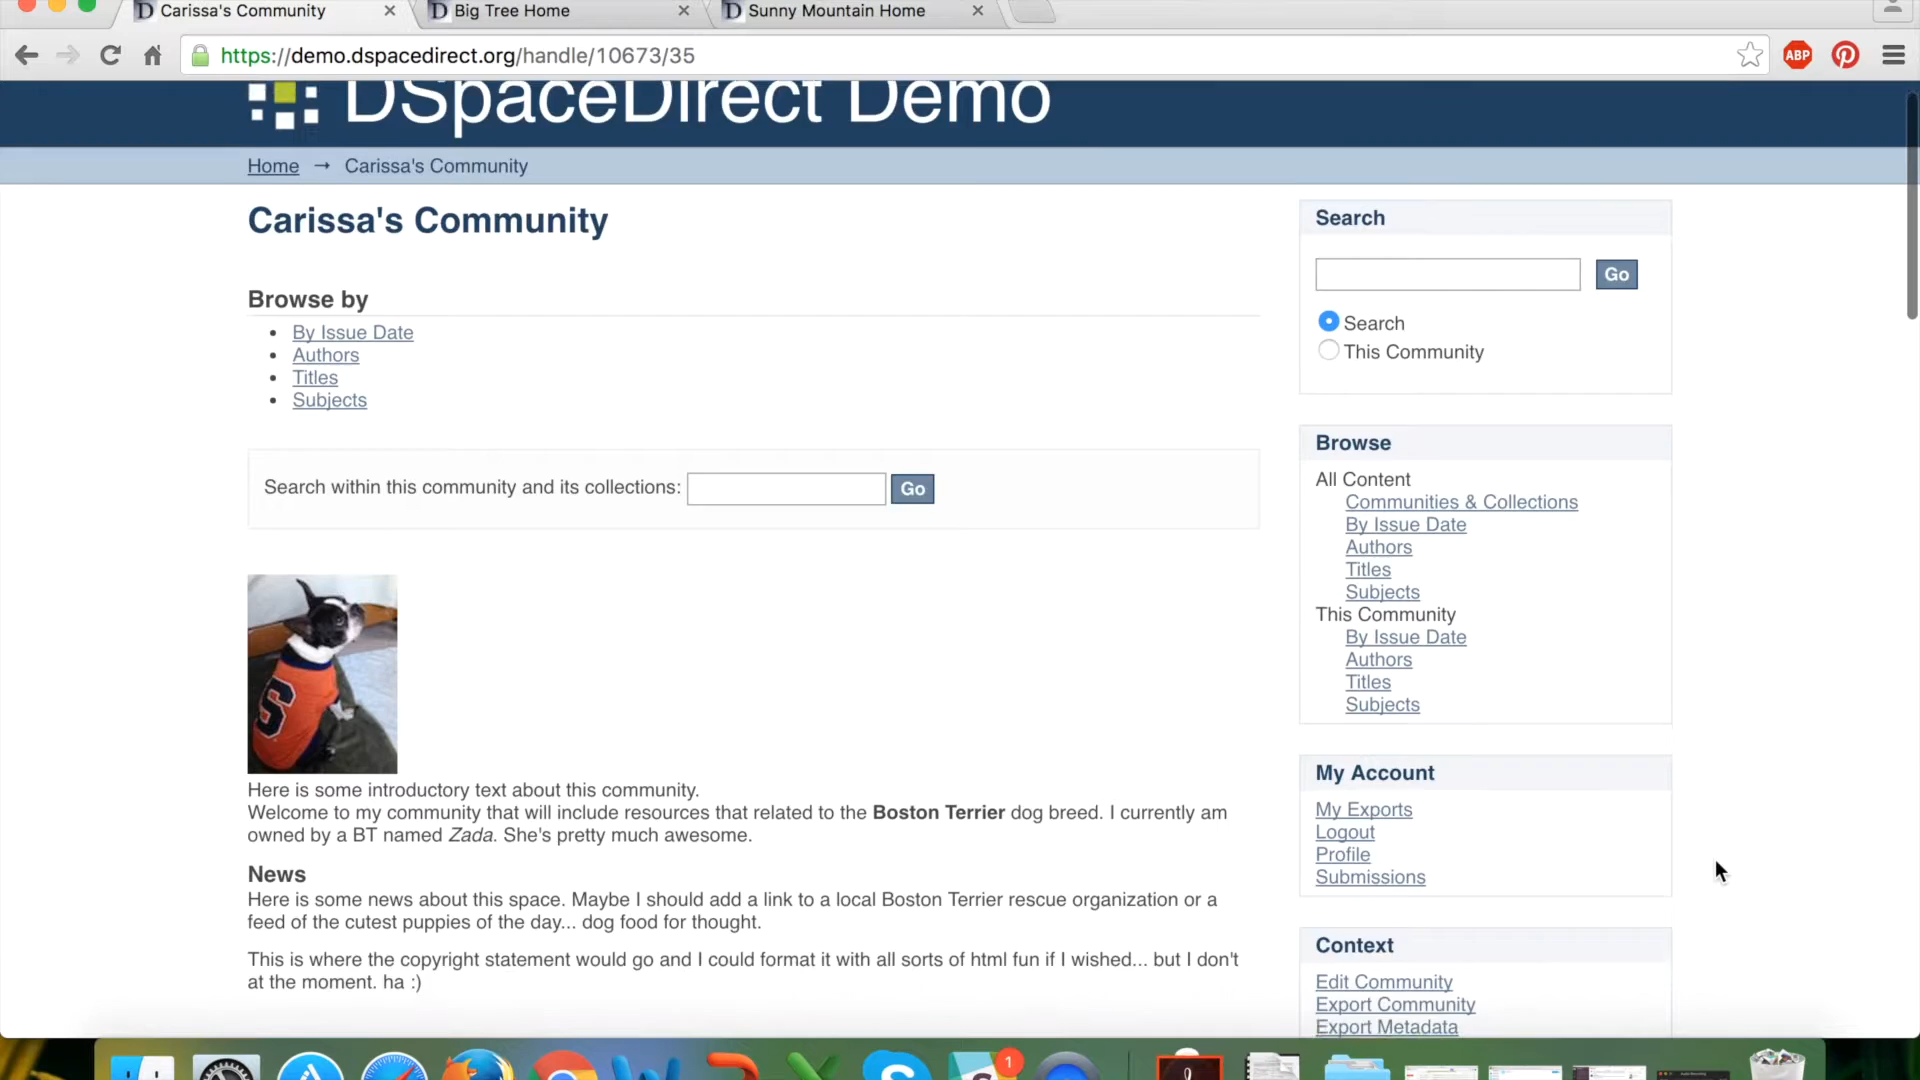 Carissa's Community
Big Tree Home
Sunny Mountain Home
https://demo.dspacedirect.org/handle/10673/35
ABP
DSpaceDirect Demo
Home → Carissa's Community
Carissa's Community
Browse by
By Issue Date
Authors
Titles
Subjects
Search within this community and its collections:
Go
S
Here is some introductory text about this community.
Welcome to my community that will include resources that related to the Boston Terrier dog breed. I currently am
owned by a BT named Zada. She's pretty much awesome.
News
Here is some news about this space. Maybe I should add a link to a local Boston Terrier rescue organization or a
feed of the cutest puppies of the day... dog food for thought.
This is where the copyright statement would go and I could format it with all sorts of html fun if I wished... but I don't
at the moment. ha :)
Search
Go
Search
This Community
Browse
All Content
Communities & Collections
By Issue Date
Authors
Titles
Subjects
This Community
By Issue Date
Authors
Titles
Subjects
My Account
My Exports
Logout
Profile
Submissions
Context
Edit Community
Export Community
Export Metadata
1